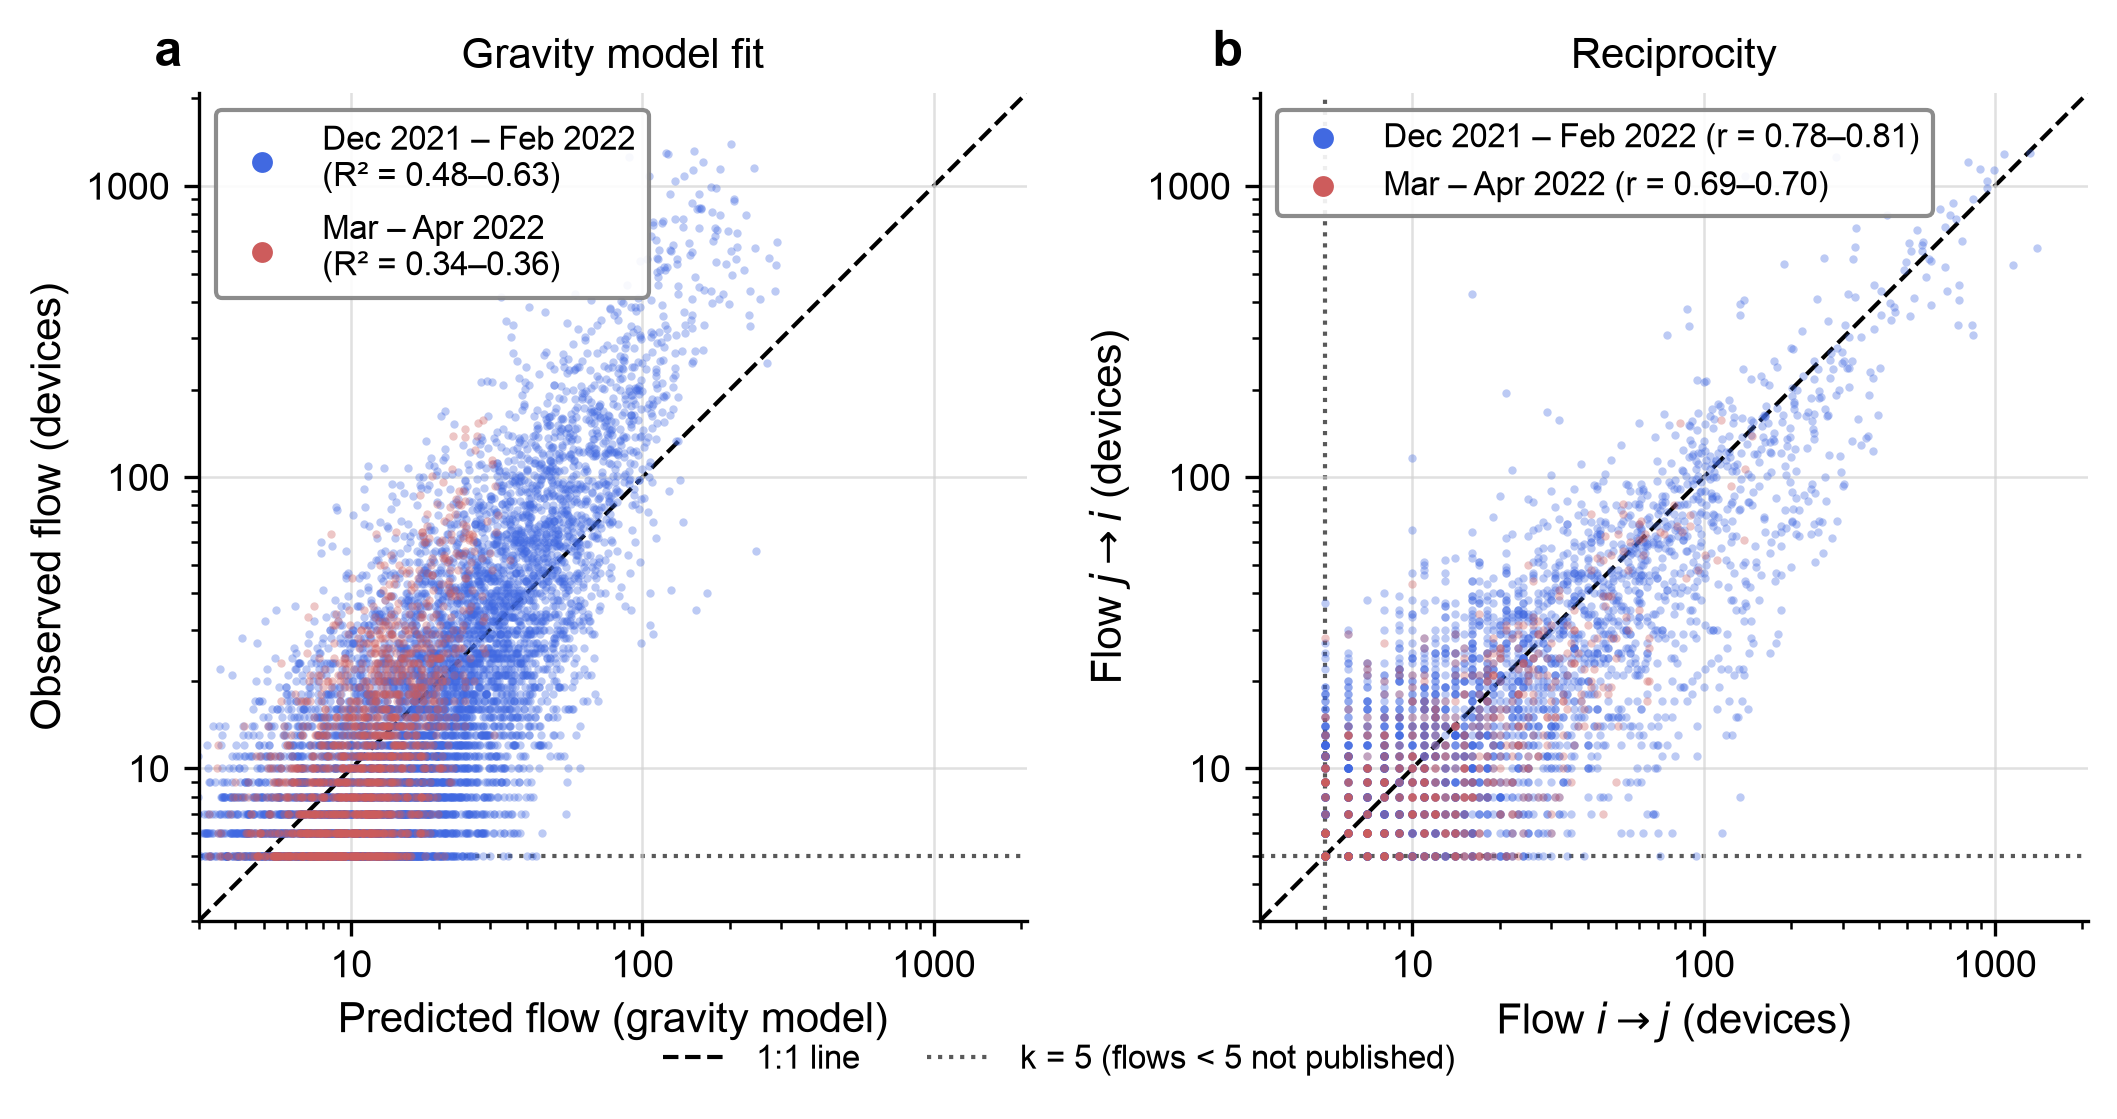 a
Gravity model fit
Dec 2021 – Feb 2022
(R² = 0.48–0.63)
Mar – Apr 2022
(R² = 0.34–0.36)
1000
100
10
Observed flow (devices)
10
100
1000
Predicted flow (gravity model)
b
Reciprocity
Dec 2021 – Feb 2022 (r = 0.78–0.81)
Mar – Apr 2022 (r = 0.69–0.70)
1000
100
10
Flow j → i (devices)
10
100
1000
Flow i → j (devices)
1:1 line
k = 5 (flows < 5 not published)